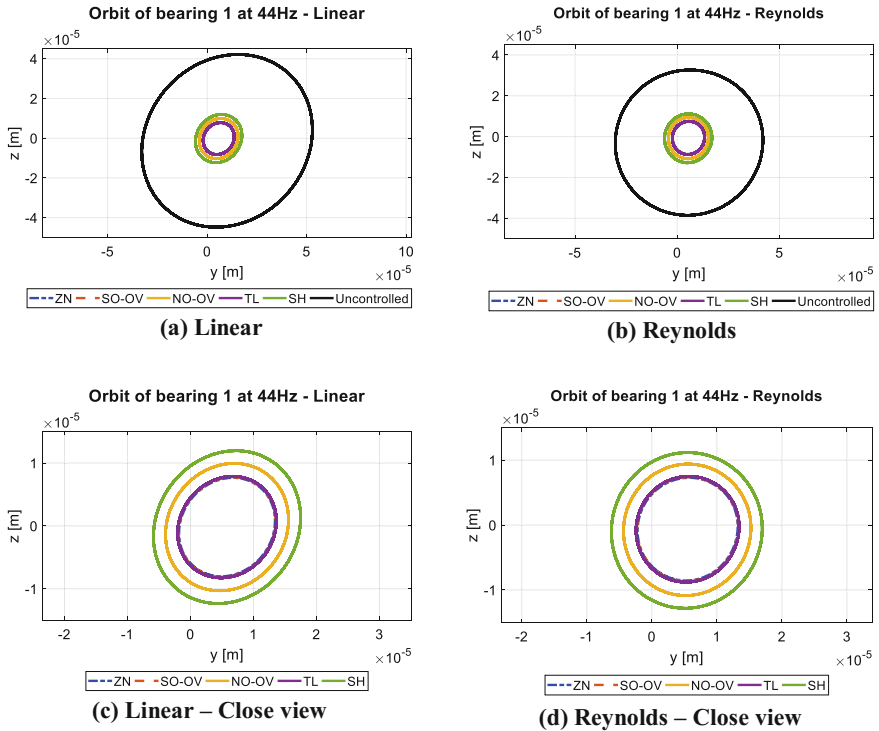 Orbit of bearing 1 at 44Hz - Linear
×10⁻⁵
4
2
0
-2
-4
z [m]
-5 0 5 10
y [m]
×10⁻⁵
ZN SO-OV NO-OV TL SH Uncontrolled
(a) Linear
Orbit of bearing 1 at 44Hz - Reynolds
×10⁻⁵
4
2
0
-2
-4
z [m]
-5 0 5
y [m]
×10⁻⁵
ZN SO-OV NO-OV TL SH Uncontrolled
(b) Reynolds
Orbit of bearing 1 at 44Hz - Linear
×10⁻⁵
1
0
-1
z [m]
-2 -1 0 1 2 3
y [m]
×10⁻⁵
ZN SO-OV NO-OV TL SH
(c) Linear – Close view
Orbit of bearing 1 at 44Hz - Reynolds
×10⁻⁵
1
0
-1
z [m]
-2 -1 0 1 2 3
y [m]
×10⁻⁵
ZN SO-OV NO-OV TL SH
(d) Reynolds – Close view